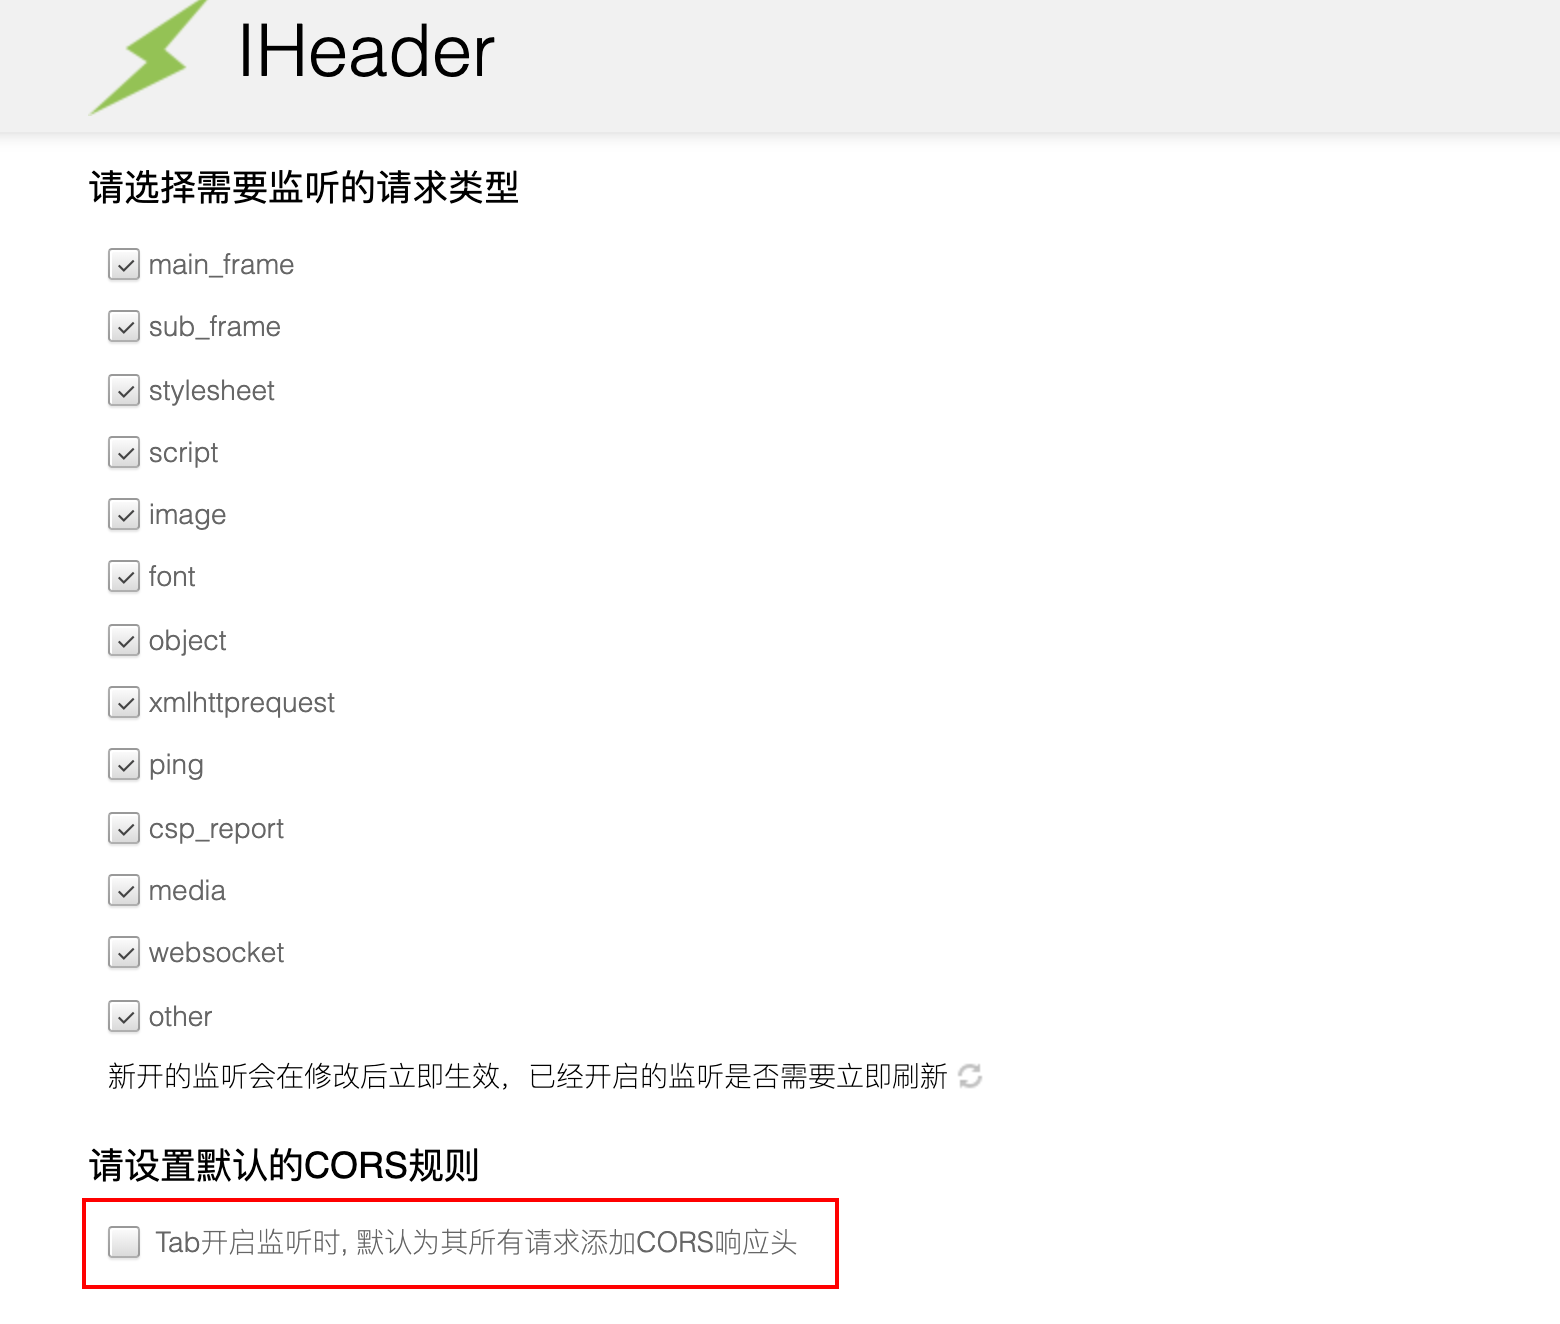 IHeader
请选择需要监听的请求类型
main_frame
sub_frame
stylesheet
script
image
font
object
xmlhttprequest
ping
csp_report
media
websocket
other
新开的监听会在修改后立即生效，已经开启的监听是否需要立即刷新
请设置默认的CORS规则
Tab开启监听时, 默认为其所有请求添加CORS响应头